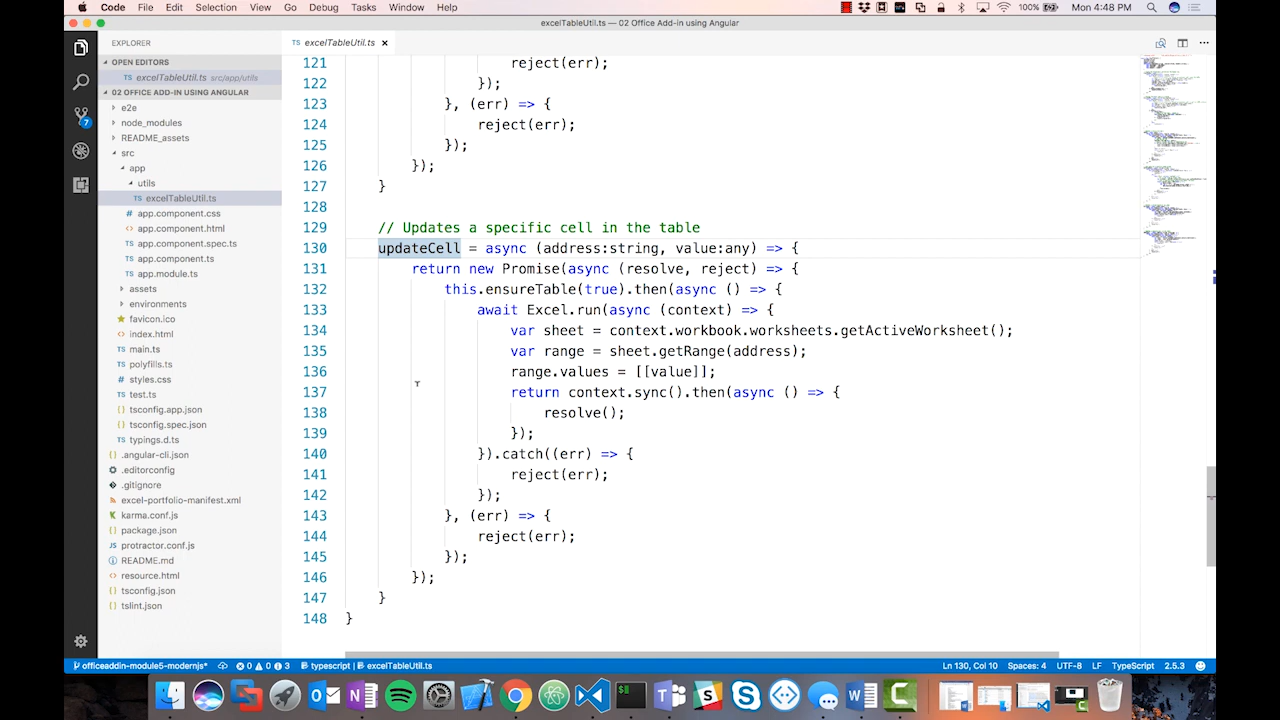 Code File Edit Selection View Go Debug Tasks Window Help 100% Mon 4:48 PM
excelTableUtil.ts — 02 Office Add-in using Angular
EXPLORER
TS excelTableUtil.ts ×
OPEN EDITORS
TS excelTableUtil.ts src/app/utils
02 OFFICE ADD-IN USING ANGULAR
e2e
node_modules
README_assets
src
app
utils
TS excelTableUtil.ts
# app.component.css
<> app.component.html
TS app.component.spec.ts
TS app.component.ts
TS app.module.ts
assets
environments
favicon.ico
<> index.html
TS main.ts
TS polyfills.ts
# styles.css
TS test.ts
tsconfig.app.json
tsconfig.spec.json
TS typings.d.ts
{} .angular-cli.json
.editorconfig
.gitignore
excel-portfolio-manifest.xml
karma.conf.js
{} package.json
protractor.conf.js
README.md
<> resource.html
{} tsconfig.json
{} tslint.json
7
121 reject(err);
122 });
123 }, (err) => {
124 reject(err);
125 });
126 });
127 }
128
129 // Updates a specific cell in the table
130 updateCell = async (address:string, value:any) => {
131 return new Promise(async (resolve, reject) => {
132 this.ensureTable(true).then(async () => {
133 await Excel.run(async (context) => {
134 var sheet = context.workbook.worksheets.getActiveWorksheet();
135 var range = sheet.getRange(address);
136 range.values = [[value]];
137 return context.sync().then(async () => {
138 resolve();
139 });
140 }).catch((err) => {
141 reject(err);
142 });
143 }, (err) => {
144 reject(err);
145 });
146 });
147 }
148 }
officeaddin-module5-modernjs* 0 0 3 typescript | excelTableUtil.ts Ln 130, Col 10 Spaces: 4 UTF-8 LF TypeScript 2.5.3